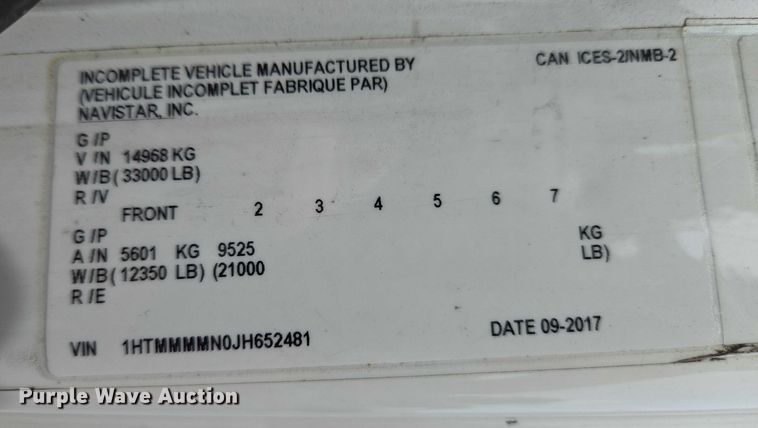 INCOMPLETE VEHICLE MANUFACTURED BY
(VEHICULE INCOMPLET FABRIQUE PAR)
NAVISTAR, INC.
CAN ICES-2/NMB-2
G /P
V /N 14968 KG
W/B( 33000 LB)
R /V
FRONT 2 3 4 5 6 7
G /P
A /N 5601 KG 9525 KG
W/B( 12350 LB) (21000 LB)
R /E
VIN 1HTMMMMN0JH652481 DATE 09-2017
Purple Wave Auction